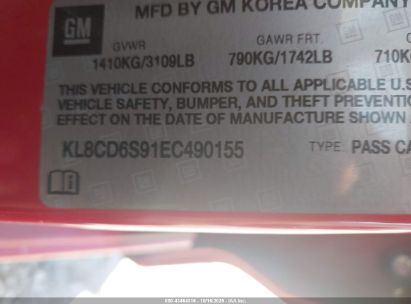 MFD BY GM KOREA COMPANY
GM
GVWR GAWR FRT.
1410KG/3109LB 790KG/1742LB 710K
THIS VEHICLE CONFORMS TO ALL APPLICABLE U.S
VEHICLE SAFETY, BUMPER, AND THEFT PREVENTIO
EFFECT ON THE DATE OF MANUFACTURE SHOWN
KL8CD6S91EC490155 TYPE: PASS CA